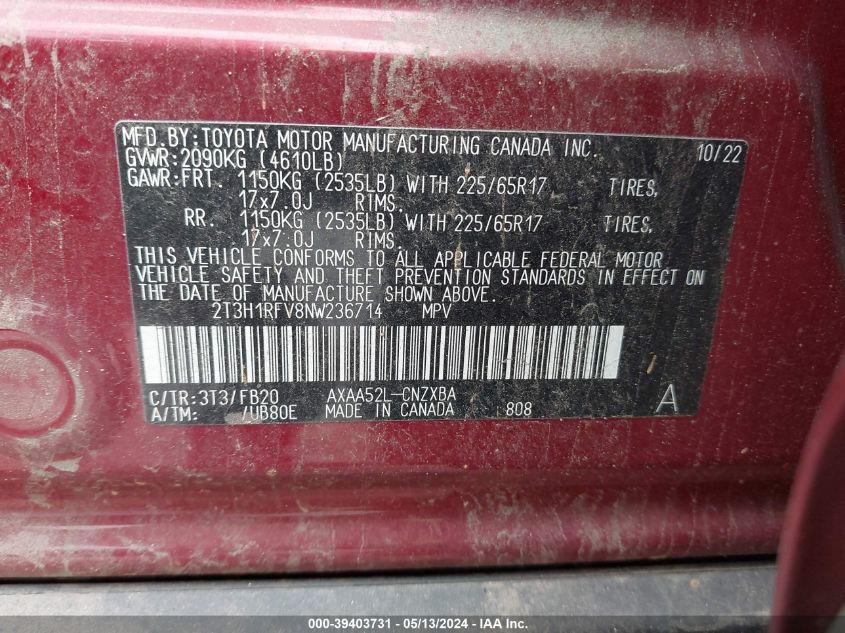 MFD.BY:TOYOTA MOTOR MANUFACTURING CANADA INC. 10/22
GVWR:2090KG (4610LB)
GAWR:FRT. 1150KG (2535LB) WITH 225/65R17 TIRES,
17x7.0J RIMS.
RR. 1150KG (2535LB) WITH 225/65R17 TIRES,
17x7.0J RIMS.
THIS VEHICLE CONFORMS TO ALL APPLICABLE FEDERAL MOTOR
VEHICLE SAFETY AND THEFT PREVENTION STANDARDS IN EFFECT ON
THE DATE OF MANUFACTURE SHOWN ABOVE.
2T3H1RFV8NW236714 MPV
C/TR:3T3/FB20 AXAA52L-CNZXBA A
A/TM: /UB80E MADE IN CANADA 808
000-39403731 - 05/13/2024 - IAAI.com